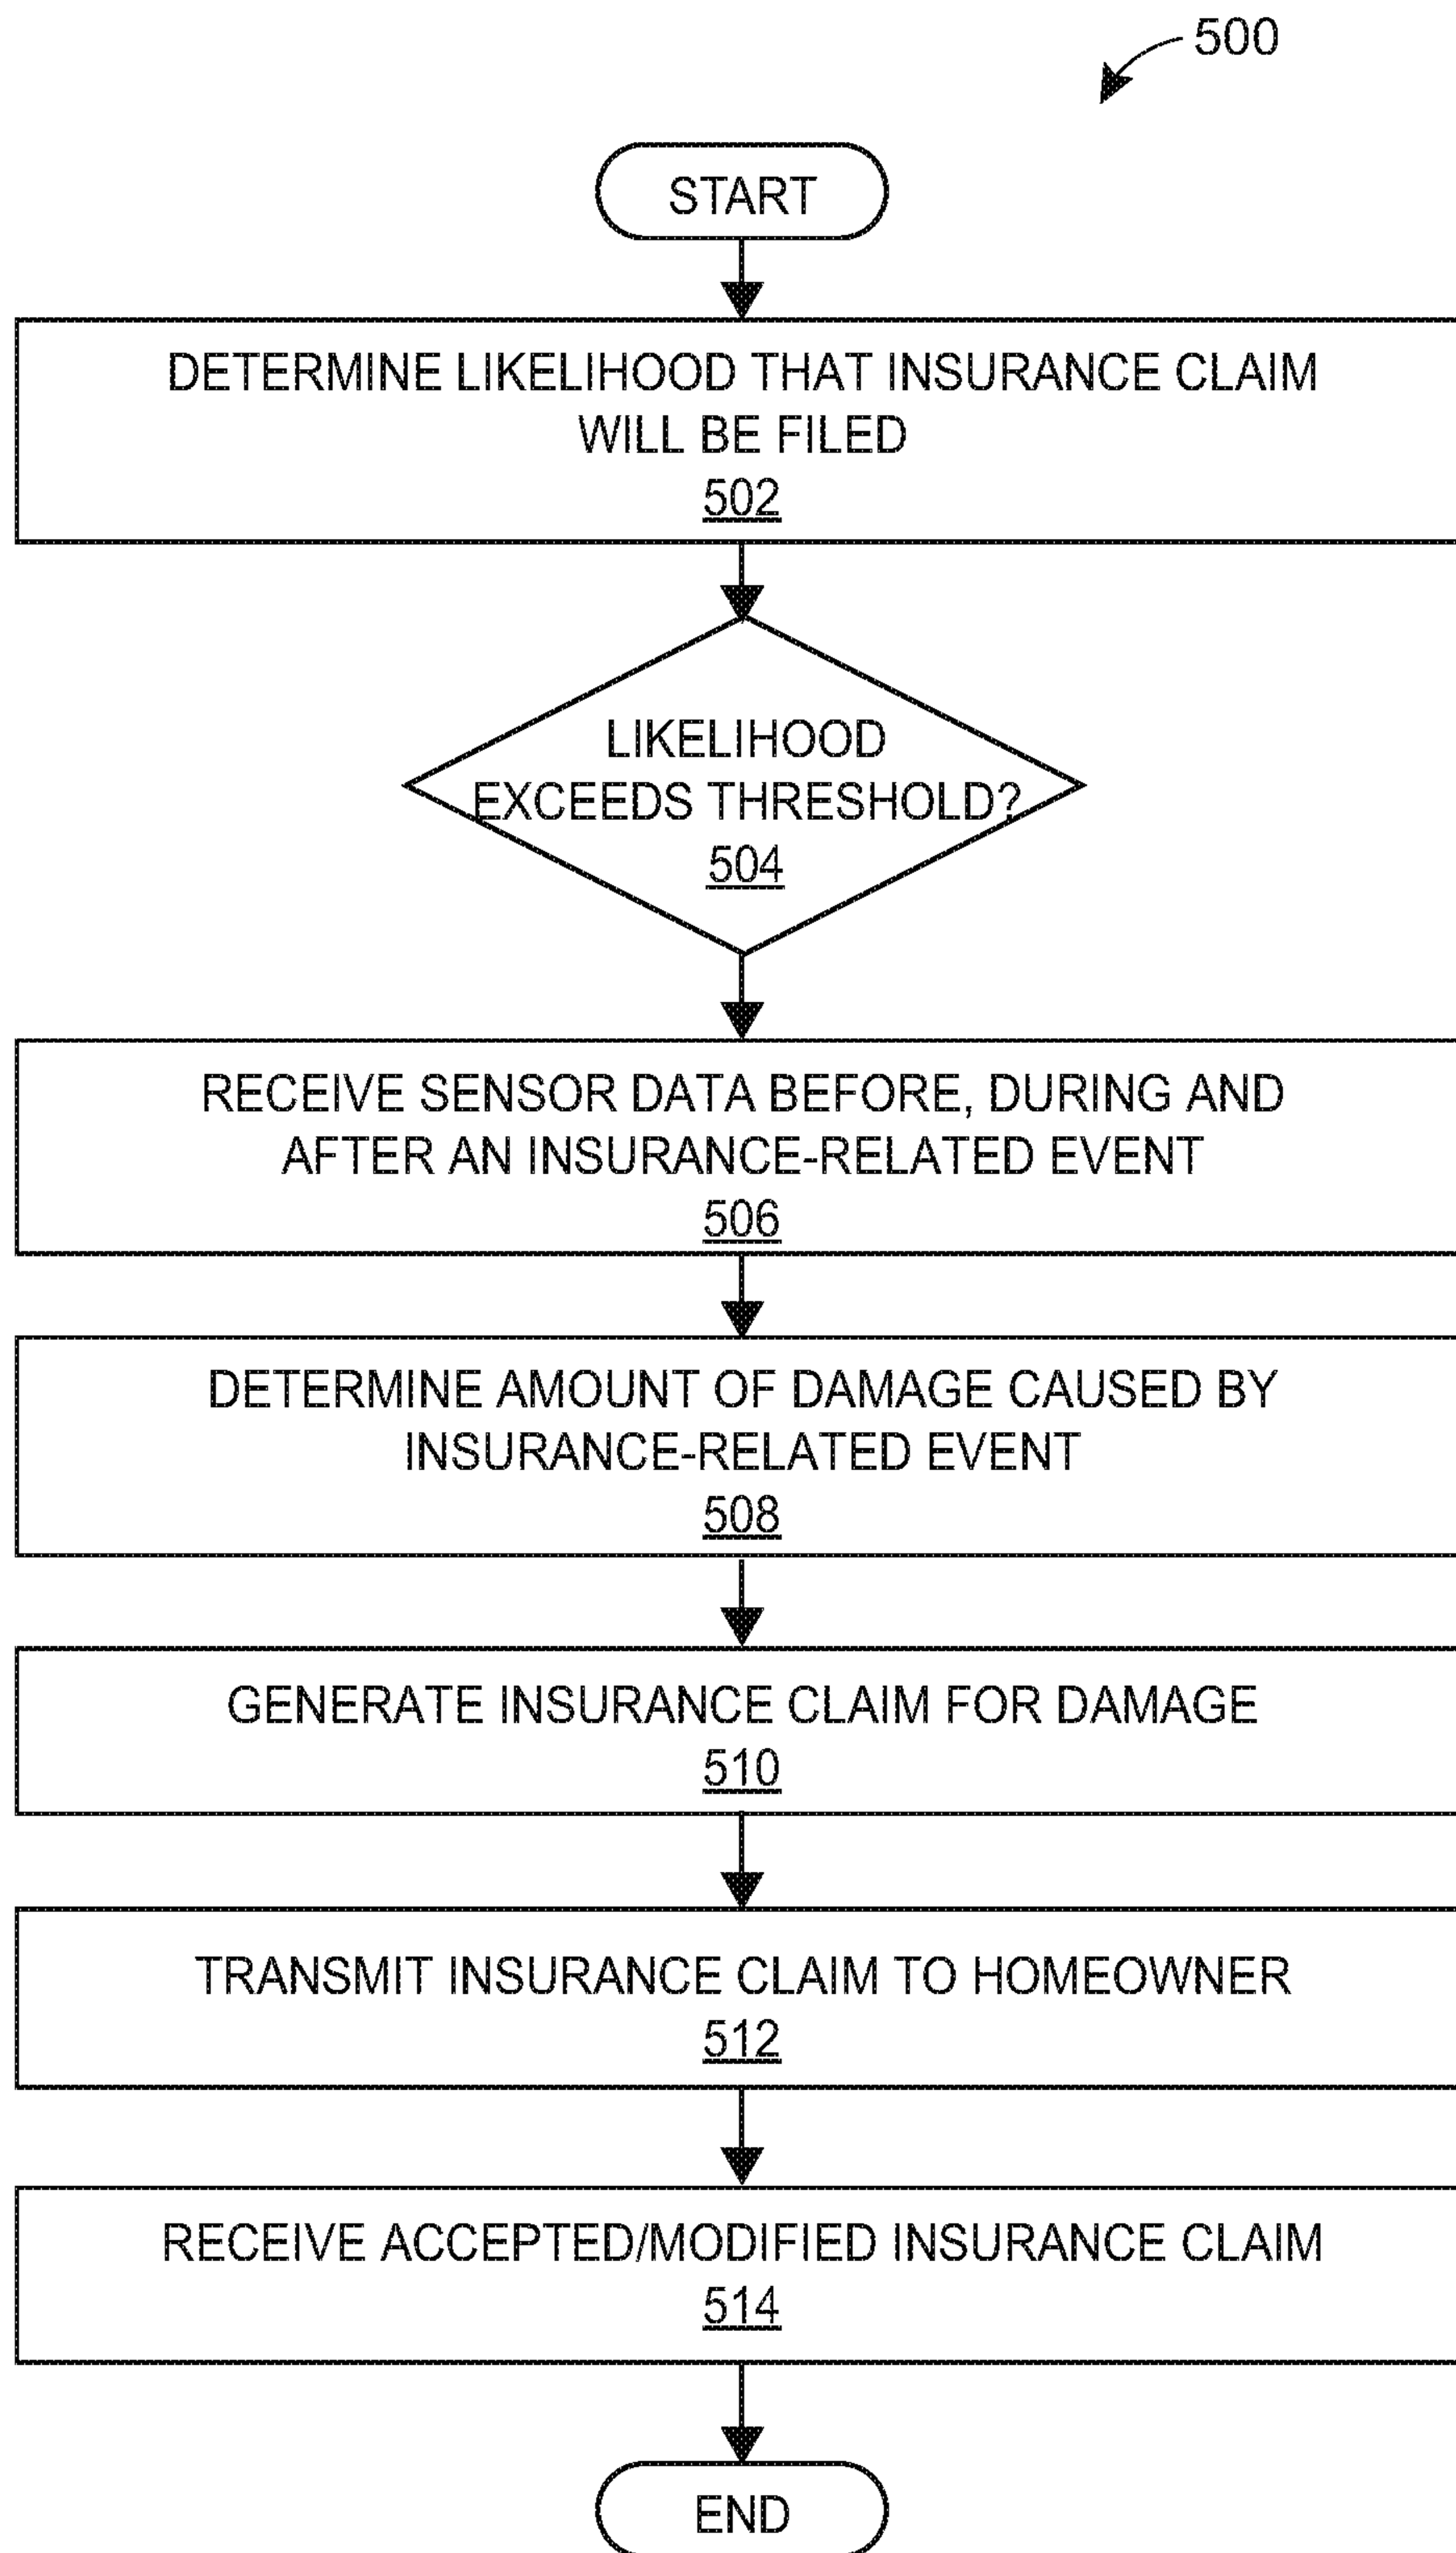 500
START
DETERMINE LIKELIHOOD THAT INSURANCE CLAIM
WILL BE FILED
502
LIKELIHOOD
EXCEEDS THRESHOLD?
504
RECEIVE SENSOR DATA BEFORE, DURING AND
AFTER AN INSURANCE-RELATED EVENT
506
DETERMINE AMOUNT OF DAMAGE CAUSED BY
INSURANCE-RELATED EVENT
508
GENERATE INSURANCE CLAIM FOR DAMAGE
510
TRANSMIT INSURANCE CLAIM TO HOMEOWNER
512
RECEIVE ACCEPTED/MODIFIED INSURANCE CLAIM
514
END